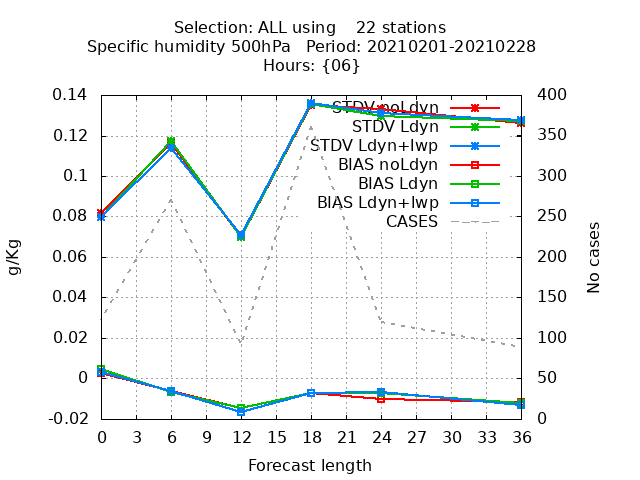 Selection: ALL using    22 stations
Specific humidity 500hPa   Period: 20210201-20210228
Hours: {06}
0.14
0.12
0.1
0.08
0.06
0.04
0.02
0
-0.02
g/Kg
STDV noLdyn
STDV Ldyn
STDV Ldyn+lwp
BIAS noLdyn
BIAS Ldyn
BIAS Ldyn+lwp
CASES
400
350
300
250
200
150
100
50
0
No cases
0 3 6 9 12 15 18 21 24 27 30 33 36
Forecast length